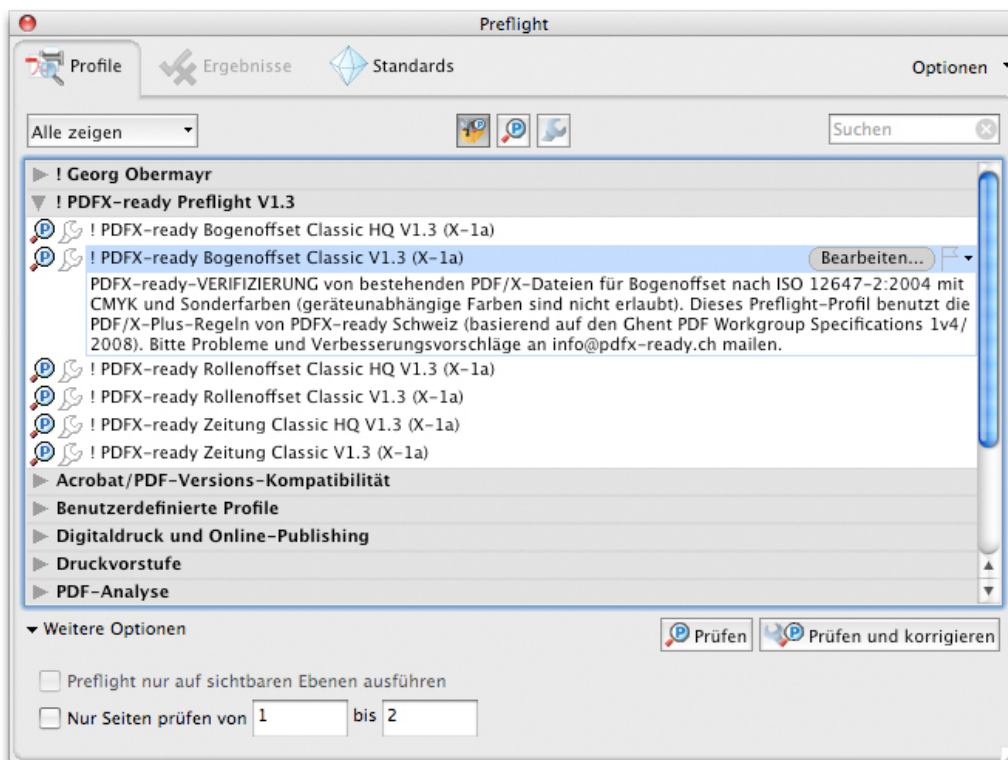 Preflight
Profile Ergebnisse Standards Optionen
Alle zeigen Suchen
! Georg Obermayr
! PDFX-ready Preflight V1.3
! PDFX-ready Bogenoffset Classic HQ V1.3 (X-1a)
! PDFX-ready Bogenoffset Classic V1.3 (X-1a) Bearbeiten...
PDFX-ready-VERIFIZIERUNG von bestehenden PDF/X-Dateien für Bogenoffset nach ISO 12647-2:2004 mit
CMYK und Sonderfarben (geräteunabhängige Farben sind nicht erlaubt). Dieses Preflight-Profil benutzt die
PDF/X-Plus-Regeln von PDFX-ready Schweiz (basierend auf den Ghent PDF Workgroup Specifications 1v4/
2008). Bitte Probleme und Verbesserungsvorschläge an info@pdfx-ready.ch mailen.
! PDFX-ready Rollenoffset Classic HQ V1.3 (X-1a)
! PDFX-ready Rollenoffset Classic V1.3 (X-1a)
! PDFX-ready Zeitung Classic HQ V1.3 (X-1a)
! PDFX-ready Zeitung Classic V1.3 (X-1a)
Acrobat/PDF-Versions-Kompatibilität
Benutzerdefinierte Profile
Digitaldruck und Online-Publishing
Druckvorstufe
PDF-Analyse
Weitere Optionen Prüfen Prüfen und korrigieren
Preflight nur auf sichtbaren Ebenen ausführen
Nur Seiten prüfen von 1 bis 2